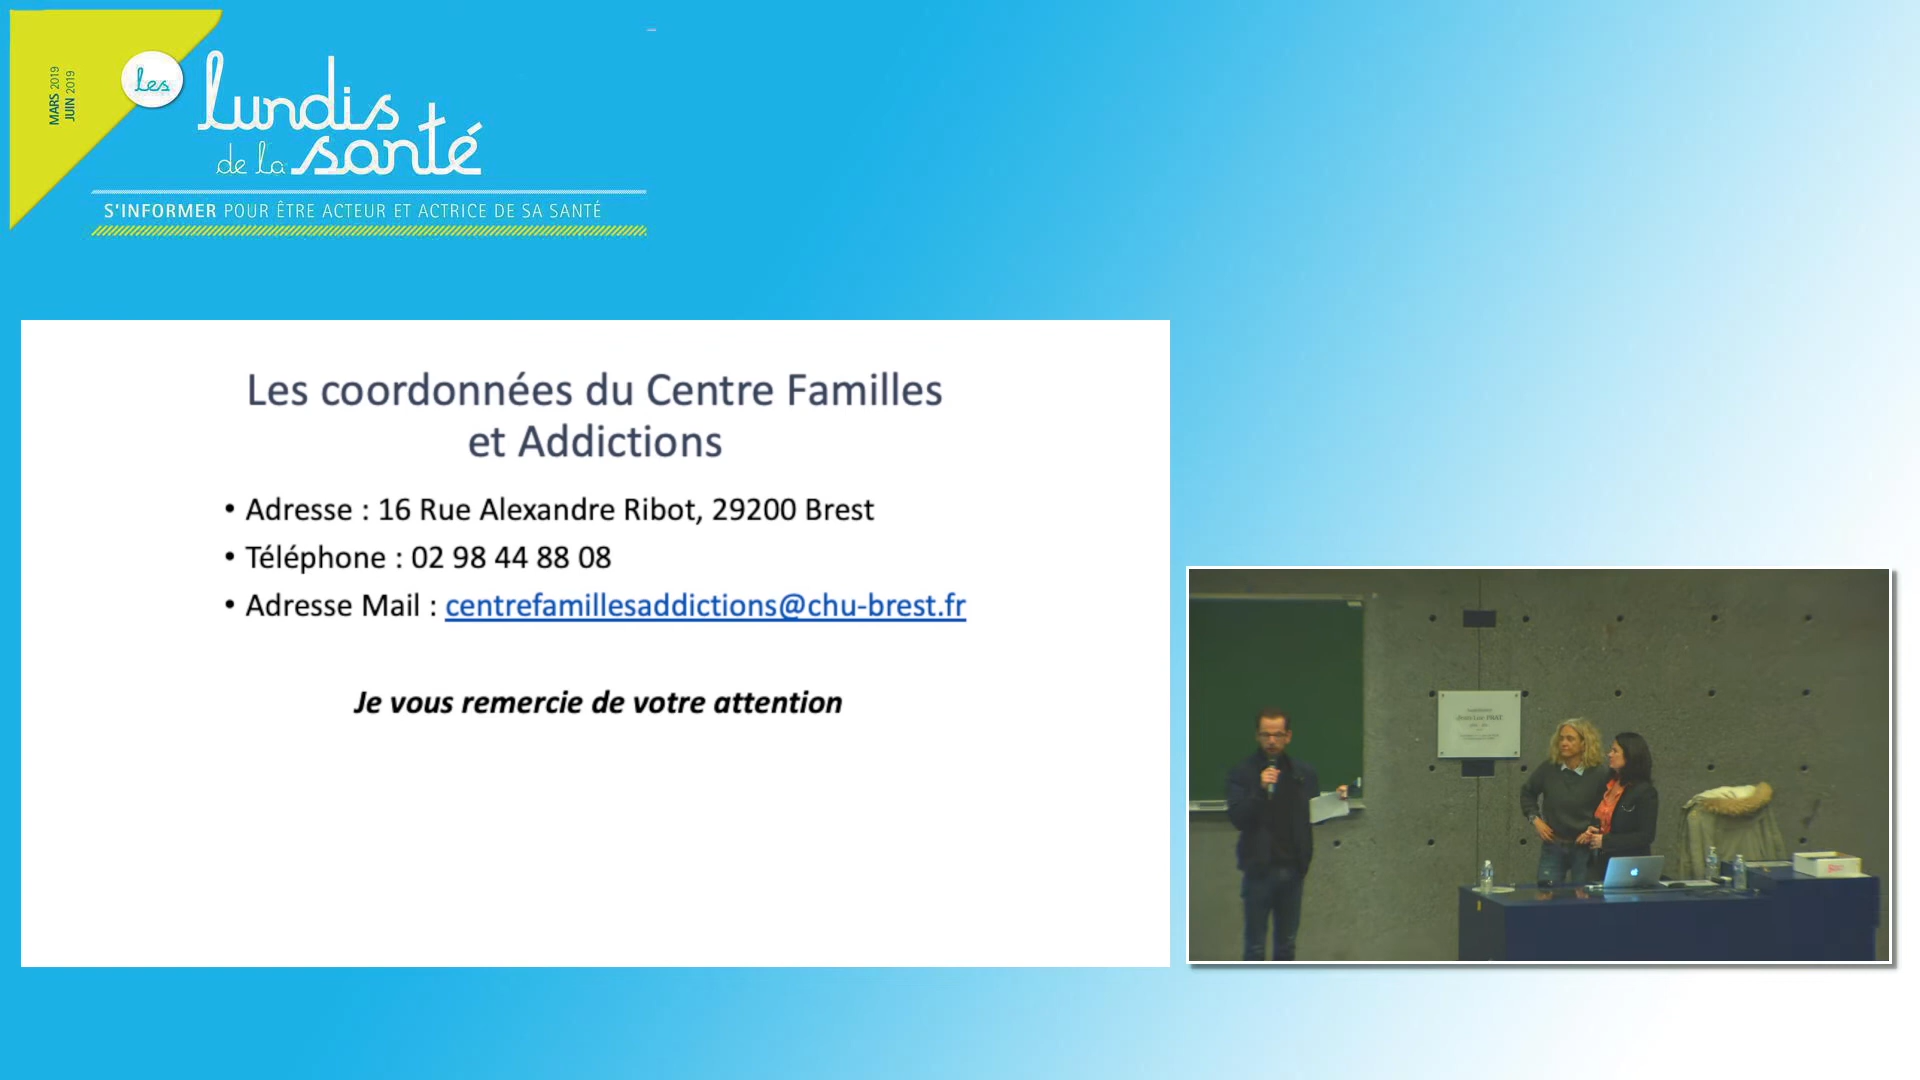 MARS 2019
JUIN 2019
les
lundis
de la santé
S'INFORMER POUR ÊTRE ACTEUR ET ACTRICE DE SA SANTÉ
Les coordonnées du Centre Familles
et Addictions
• Adresse : 16 Rue Alexandre Ribot, 29200 Brest
• Téléphone : 02 98 44 88 08
• Adresse Mail : centrefamillesaddictions@chu-brest.fr
Je vous remercie de votre attention